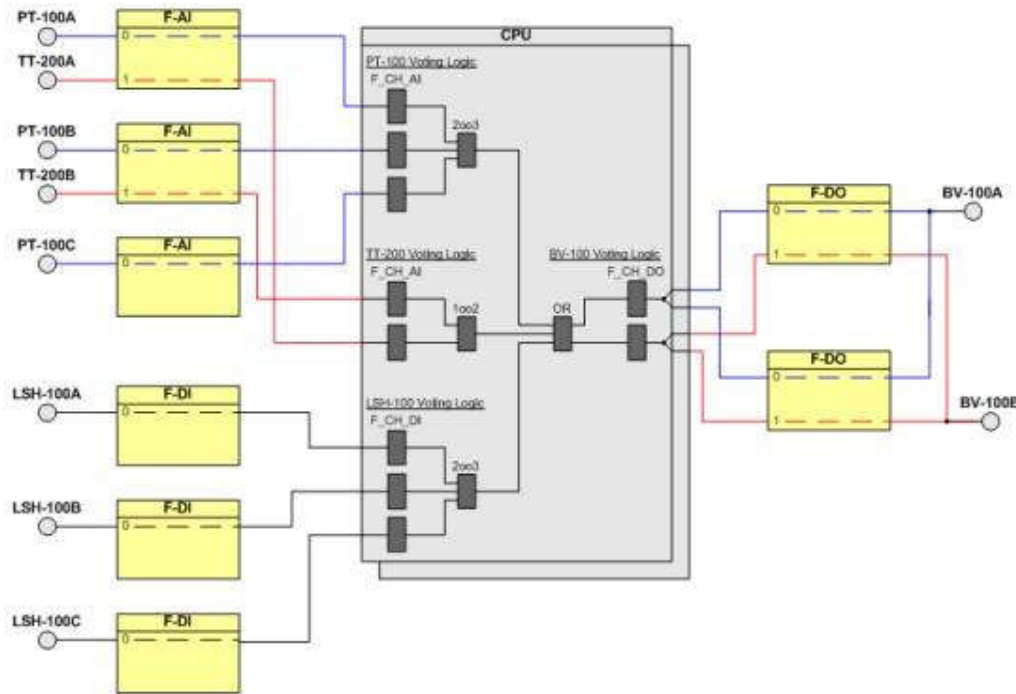 PT-100A
F-AI
0
TT-200A
1
PT-100B
F-AI
0
TT-200B
1
PT-100C
F-AI
0
LSH-100A
F-DI
0
LSH-100B
F-DI
0
LSH-100C
F-DI
0
CPU
PT-100 Voting Logic
F_CH_AI
2oo3
TT-200 Voting Logic
F_CH_AI
1oo2
LSH-100 Voting Logic
F_CH_DI
2oo3
BV-100 Voting Logic
F_CH_DO
OR
F-DO
0
1
BV-100A
F-DO
0
1
BV-100B